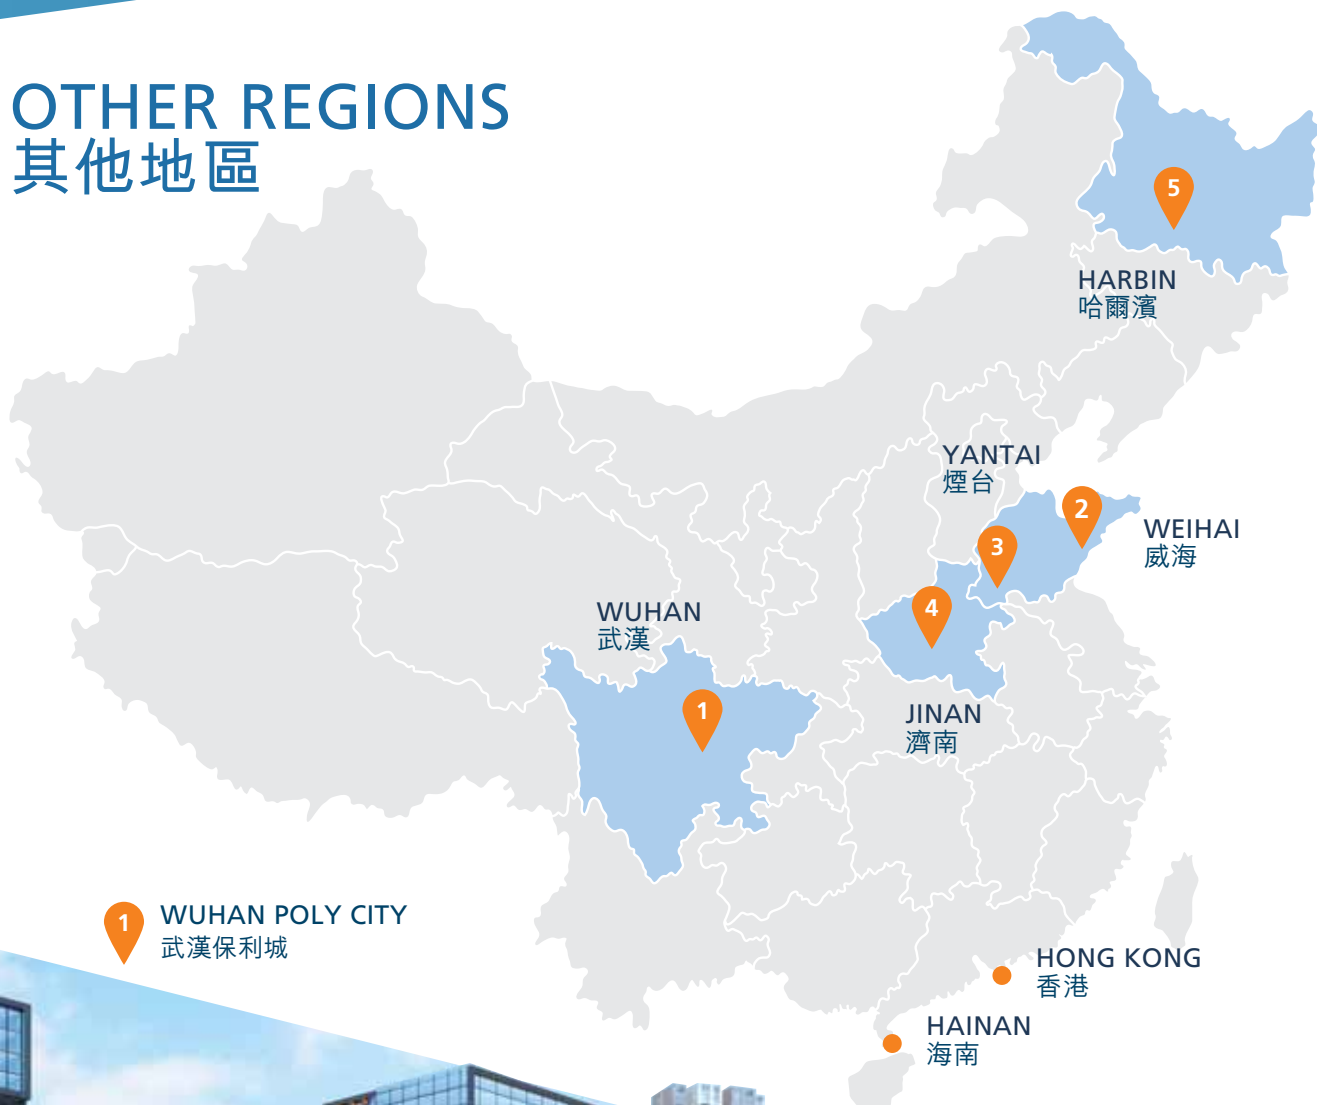 OTHER REGIONS
其他地區
5
HARBIN
哈爾濱
YANTAI
煙台
2
WEIHAI
威海
3
4
WUHAN
武漢
1
JINAN
濟南
1
WUHAN POLY CITY
武漢保利城
HONG KONG
香港
HAINAN
海南